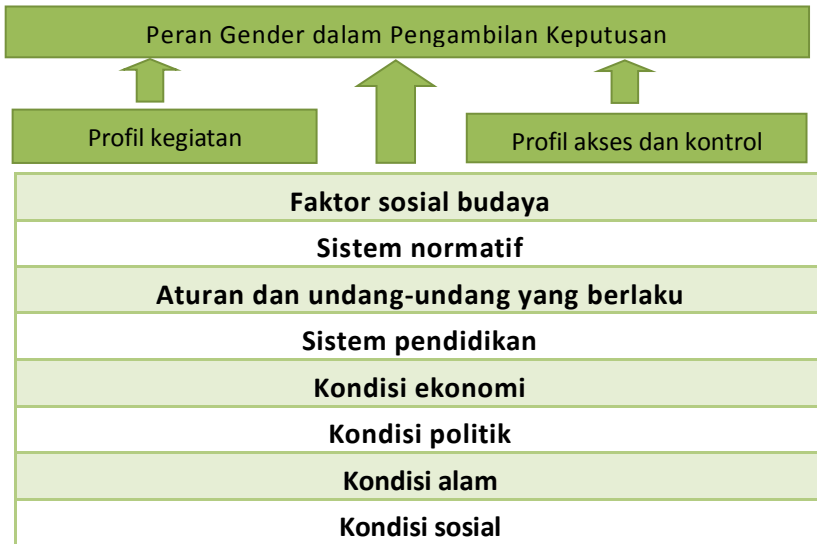 Peran Gender dalam Pengambilan Keputusan
Profil kegiatan
Profil akses dan kontrol
Faktor sosial budaya
Sistem normatif
Aturan dan undang-undang yang berlaku
Sistem pendidikan
Kondisi ekonomi
Kondisi politik
Kondisi alam
Kondisi sosial